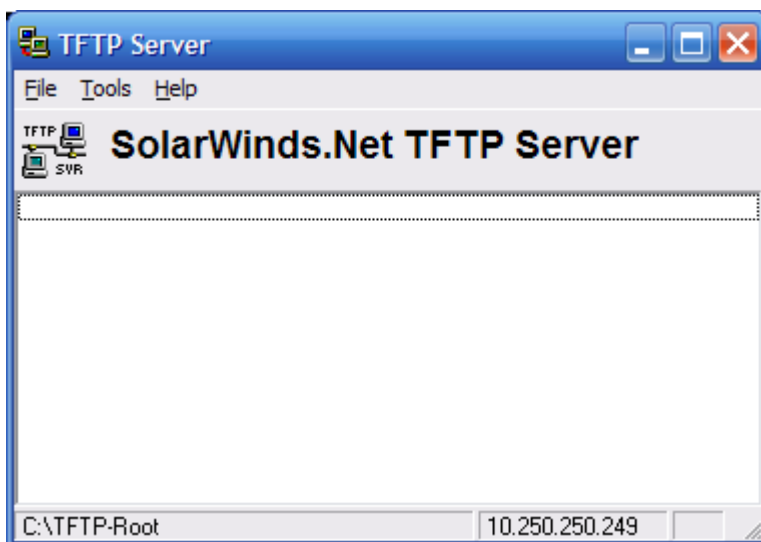 TFTP Server
File Tools Help
TFTP
SVR
SolarWinds.Net TFTP Server
C:\TFTP-Root 10.250.250.249